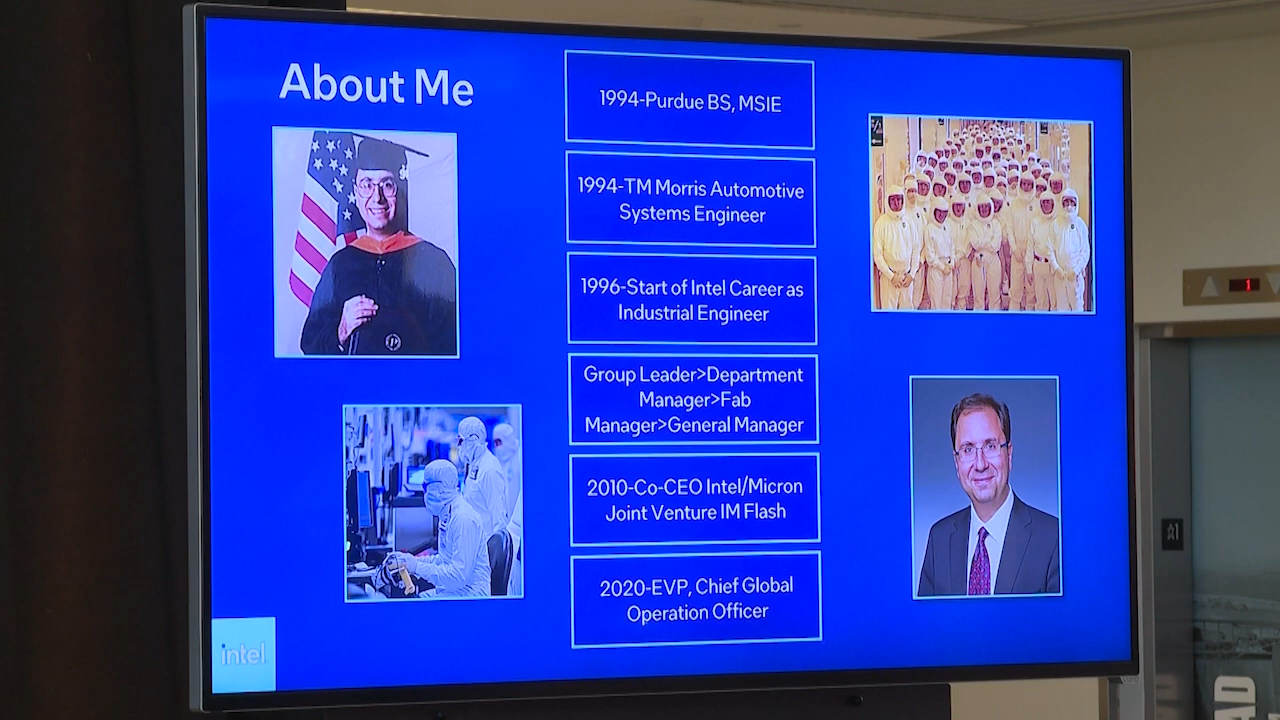 About Me
1994-Purdue BS, MSIE
1994-TM Morris Automotive
Systems Engineer
1996-Start of Intel Career as
Industrial Engineer
Group Leader>Department
Manager>Fab
Manager>General Manager
2010-Co-CEO Intel/Micron
Joint Venture IM Flash
2020-EVP, Chief Global
Operation Officer
intel
1
★1